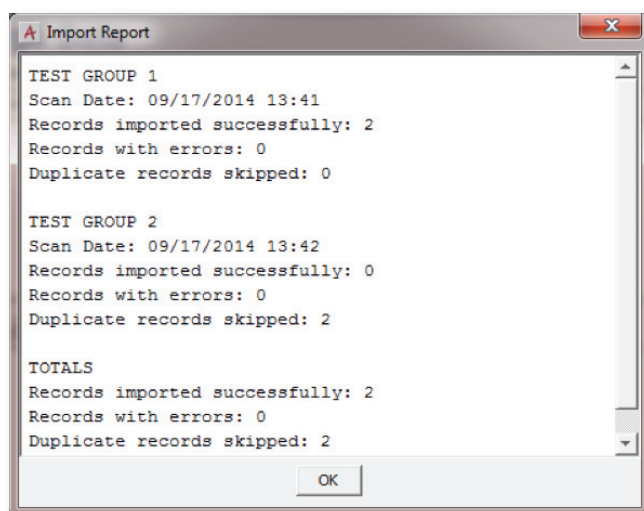 Import Report
TEST GROUP 1
Scan Date: 09/17/2014 13:41
Records imported successfully: 2
Records with errors: 0
Duplicate records skipped: 0
TEST GROUP 2
Scan Date: 09/17/2014 13:42
Records imported successfully: 0
Records with errors: 0
Duplicate records skipped: 2
TOTALS
Records imported successfully: 2
Records with errors: 0
Duplicate records skipped: 2
OK